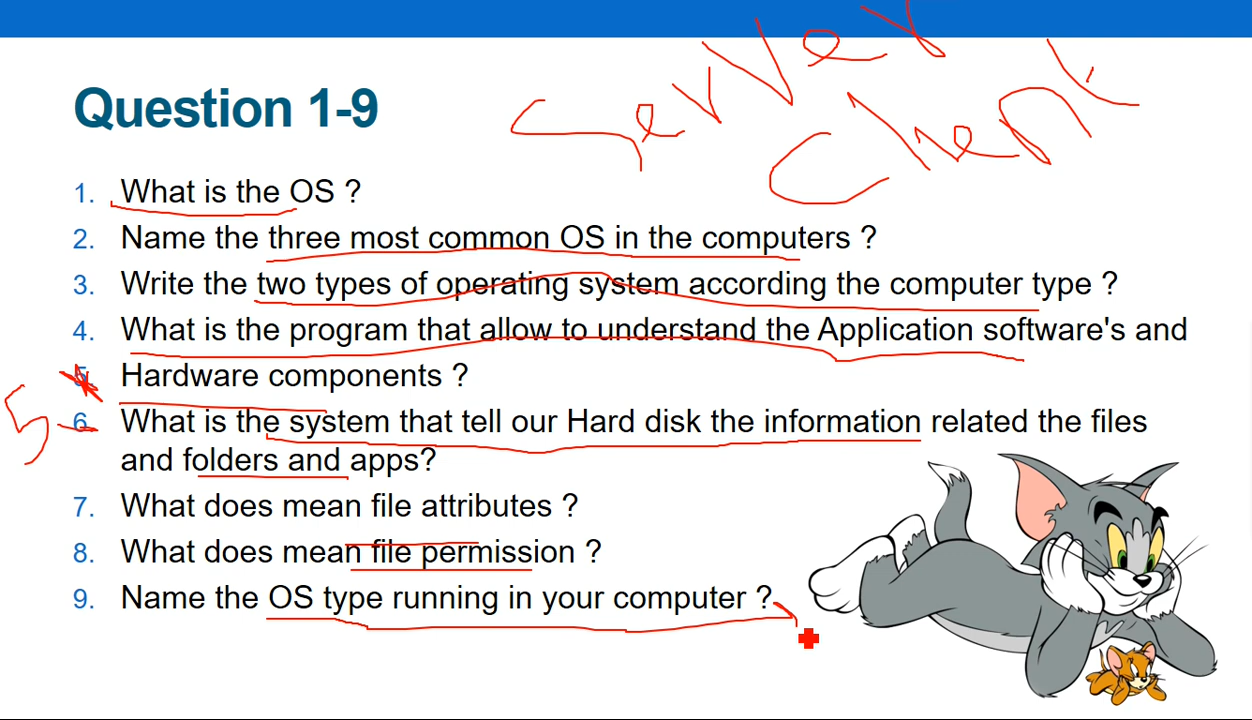 Server
Client
Question 1-9
1. What is the OS ?
2. Name the three most common OS in the computers ?
3. Write the two types of operating system according the computer type ?
4. What is the program that allow to understand the Application software's and
5. Hardware components ?
5
6. What is the system that tell our Hard disk the information related the files
and folders and apps?
7. What does mean file attributes ?
8. What does mean file permission ?
9. Name the OS type running in your computer ?